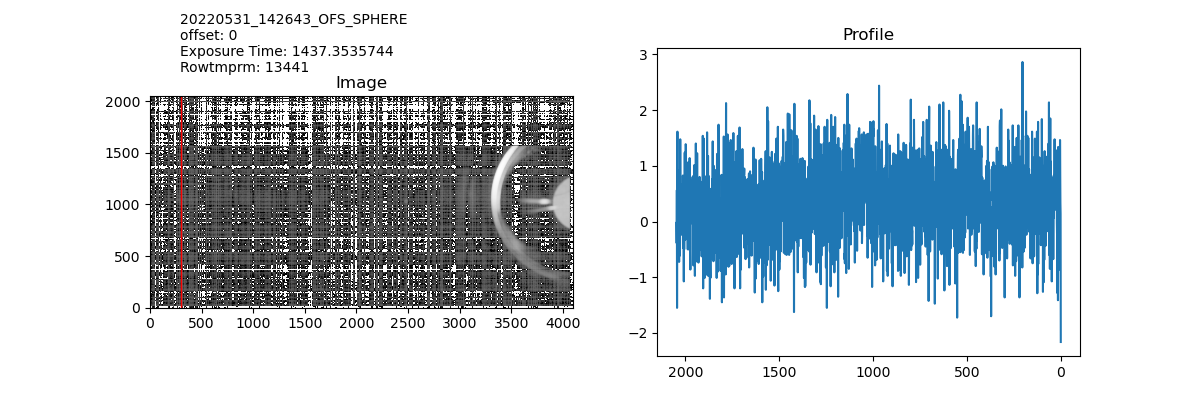 20220531_142643_OFS_SPHERE
offset: 0
Exposure Time: 1437.3535744
Rowtmprm: 13441
Image
2000
1500
1000
500
0
0 500 1000 1500 2000 2500 3000 3500 4000
Profile
3
2
1
0
−1
−2
2000 1500 1000 500 0